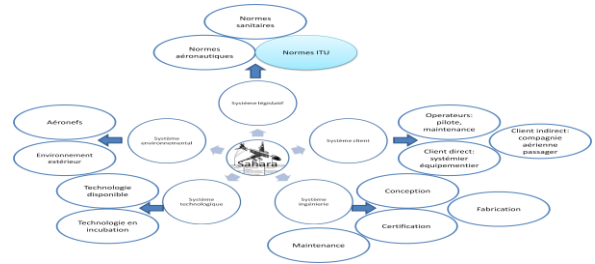 Normes
sanitaires
Normes
aéronautiques
Normes ITU
Système législatif
Aéronefs
Environnement
extérieur
Système
environnemental
Sahara
Système client
Operateurs:
pilote,
maintenance
Client direct:
systémier
équipementier
Client indirect:
compagnie
aérienne
passager
Technologie
disponible
Technologie en
incubation
Système
technologique
Système
ingénierie
Conception
Certification
Fabrication
Maintenance